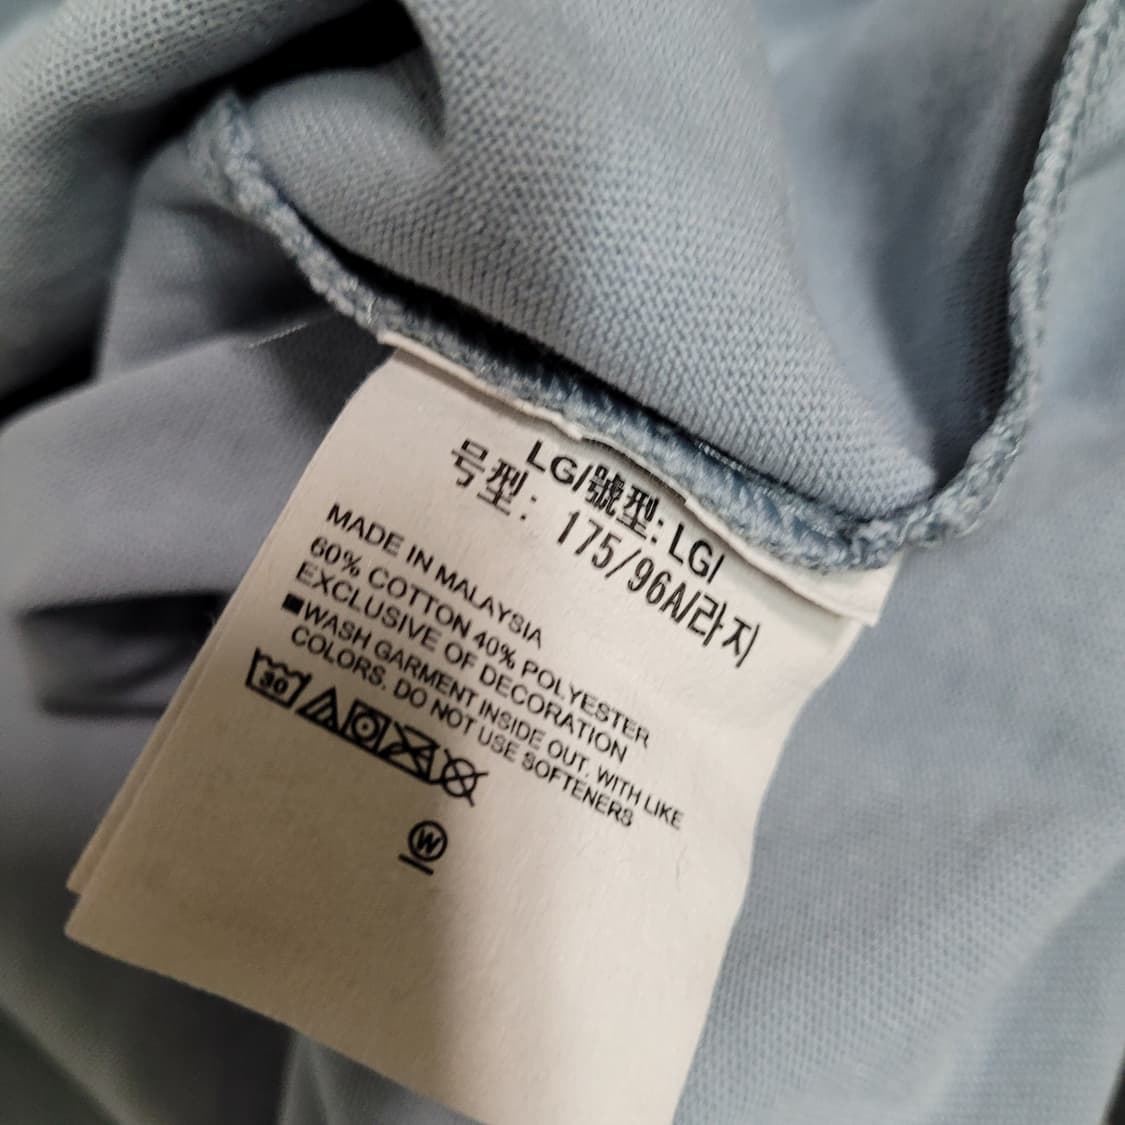 LG/號型: LG/
号型: 175/96A/라지
MADE IN MALAYSIA
60% COTTON 40% POLYESTER
EXCLUSIVE OF DECORATION
■WASH GARMENT INSIDE OUT. WITH LIKE
COLORS. DO NOT USE SOFTENERS
30
W